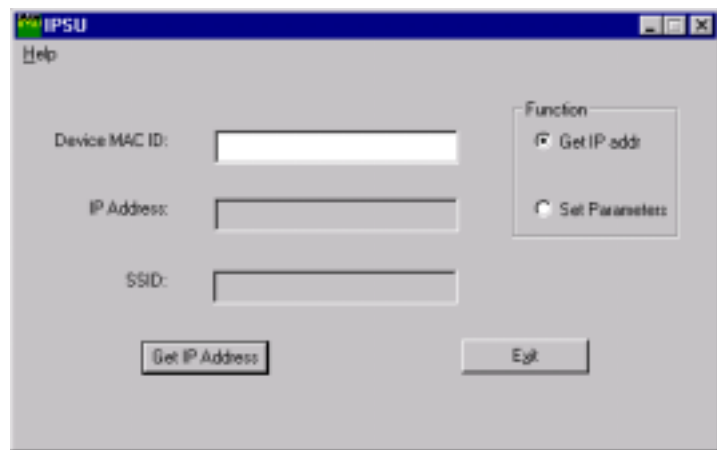 IPSU
Help
Function
Device MAC ID:
Get IP addr
IP Address:
Set Parameters
SSID:
Get IP Address
Exit